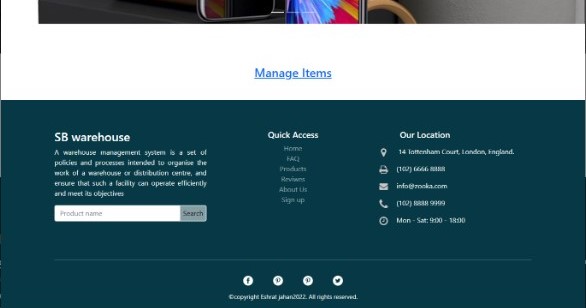 Manage Items
SB warehouse
A warehouse management system is a set of
policies and processes intended to organise the
work of a warehouse or distribution centre, and
ensure that such a facility can operate efficiently
and meet its objectives
Product name
Search
Quick Access
Home
FAQ
Products
Reviwes
About Us
Sign up
Our Location
14 Tottenham Court, London, England.
(102) 6666 8888
info@zooka.com
(102) 8888 9999
Mon - Sat: 9:00 - 18:00
©copyright Eshrat jahan2022. All rights reserved.